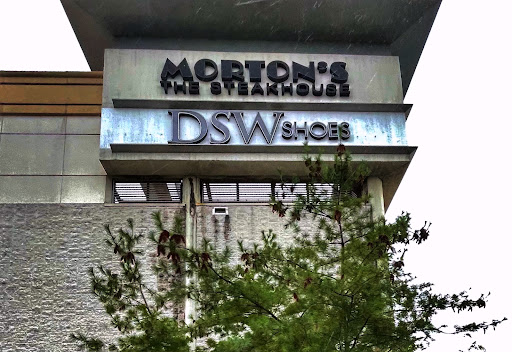 MORTON'S
THE STEAKHOUSE
DSW SHOES